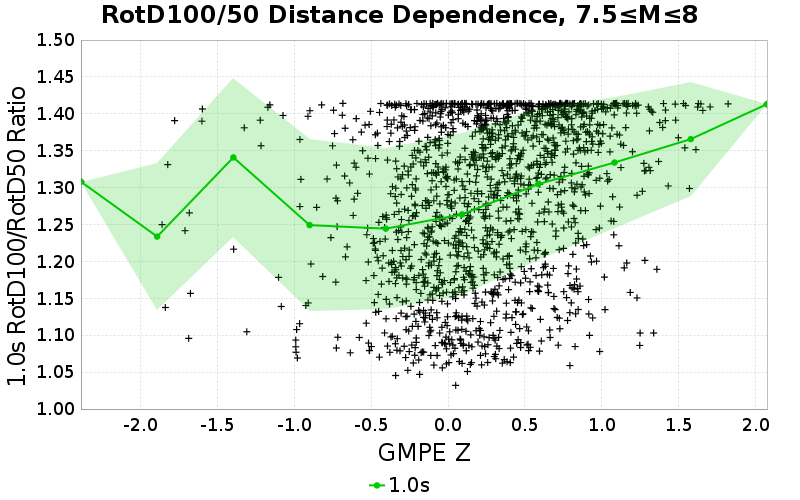 RotD100/50 Distance Dependence, 7.5≤M≤8
1.0s RotD100/RotD50 Ratio
1.50
1.45
1.40
1.35
1.30
1.25
1.20
1.15
1.10
1.05
1.00
-2.0 -1.5 -1.0 -0.5 0.0 0.5 1.0 1.5 2.0
GMPE Z
1.0s